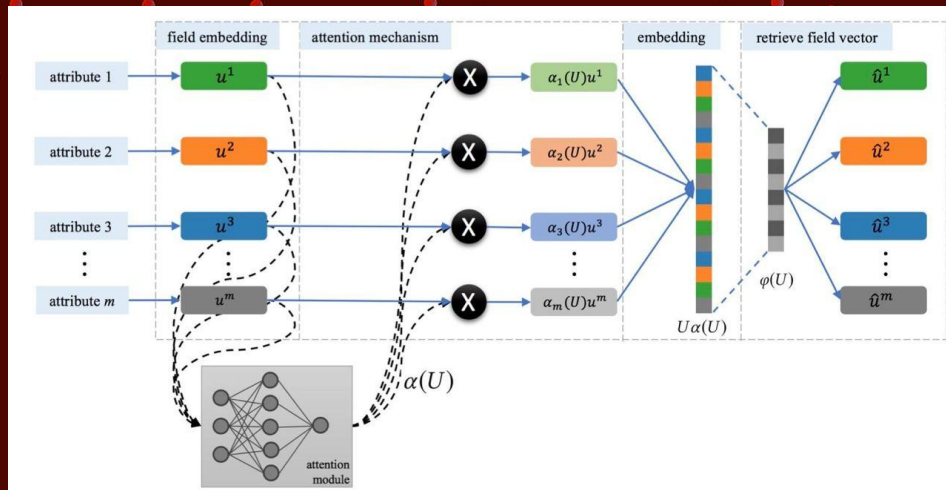 field embedding
attention mechanism
embedding
retrieve field vector
attribute 1
u¹
X
α₁(U)u¹
û¹
attribute 2
u²
X
α₂(U)u²
û²
attribute 3
u³
X
α₃(U)u³
û³
attribute m
uᵐ
X
αₘ(U)uᵐ
ûᵐ
φ(U)
Uα(U)
α(U)
attention
module